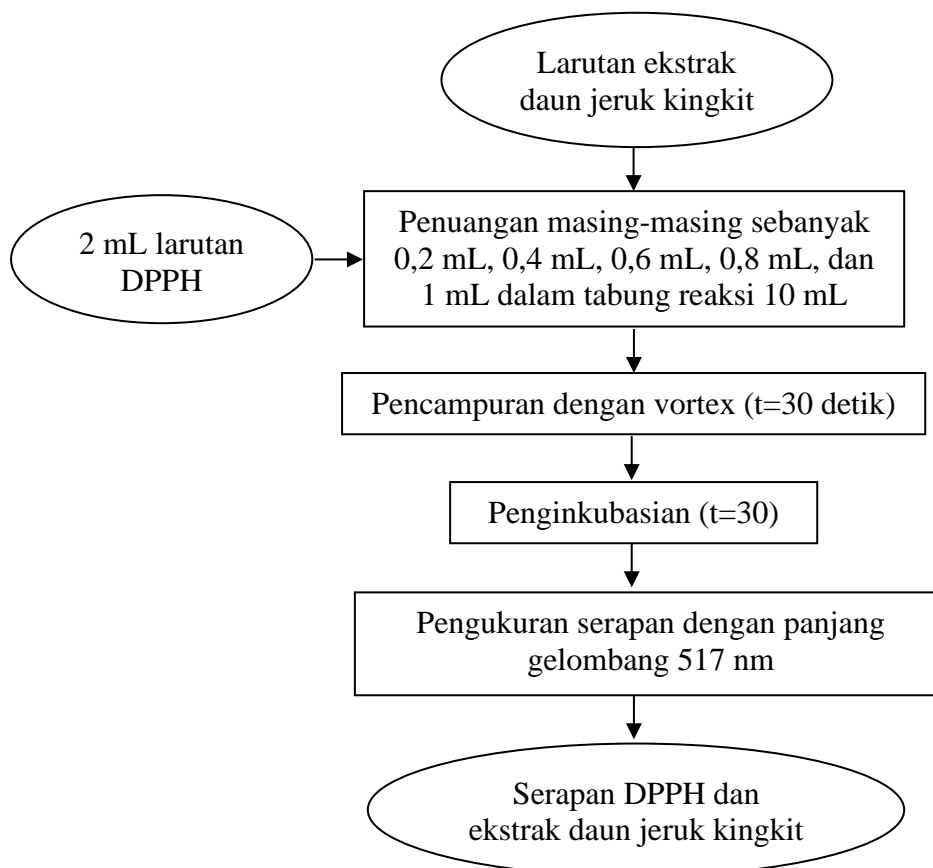 Larutan ekstrak
daun jeruk kingkit
2 mL larutan
DPPH
Penuangan masing-masing sebanyak
0,2 mL, 0,4 mL, 0,6 mL, 0,8 mL, dan
1 mL dalam tabung reaksi 10 mL
Pencampuran dengan vortex (t=30 detik)
Penginkubasian (t=30)
Pengukuran serapan dengan panjang
gelombang 517 nm
Serapan DPPH dan
ekstrak daun jeruk kingkit